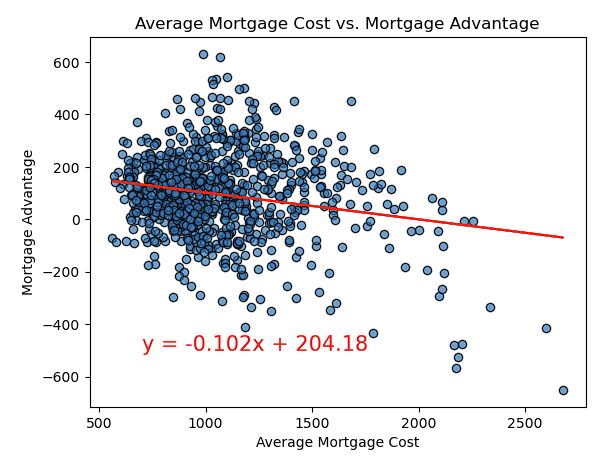 Average Mortgage Cost vs. Mortgage Advantage
600
400
200
0
−200
−400
−600
Mortgage Advantage
y = -0.102x + 204.18
500 1000 1500 2000 2500
Average Mortgage Cost